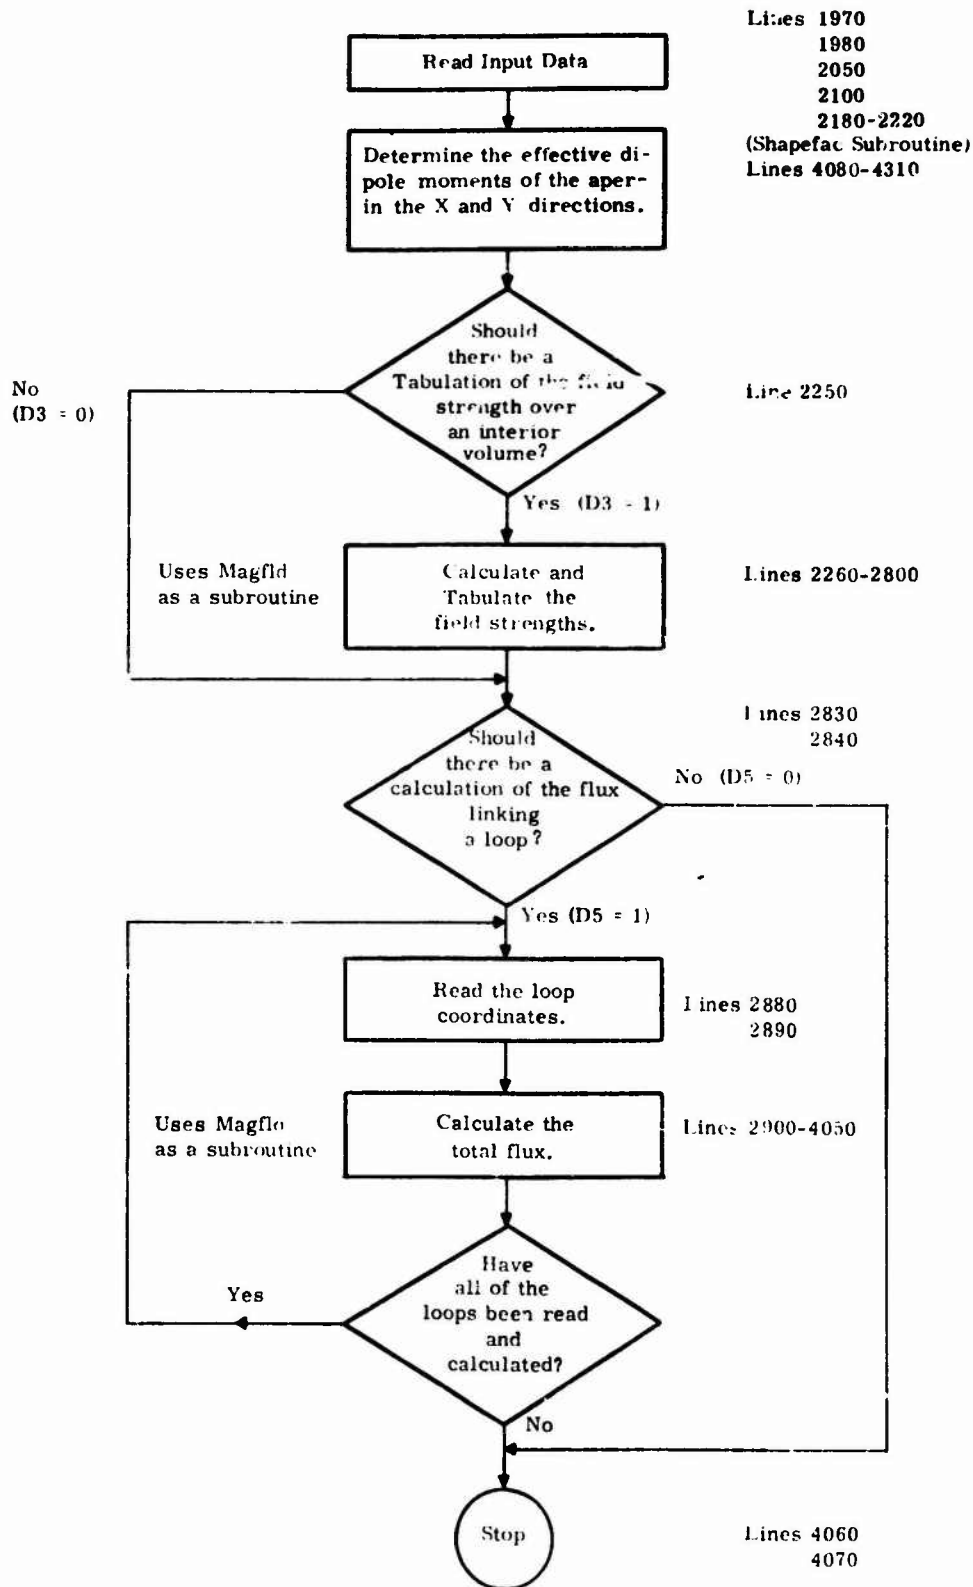 Lines 1970
1980
2050
2100
2180-2220
(Shapefac Subroutine)
Lines 4080-4310
Read Input Data
Determine the effective di-
pole moments of the aper-
in the X and Y directions.
Should
there be a
Tabulation of the field
strength over
an interior
volume?
No
(D3 = 0)
Line 2250
Yes (D3 - 1)
Uses Magfld
as a subroutine
Calculate and
Tabulate the
field strengths.
Lines 2260-2800
Lines 2830
2840
Should
there be a
calculation of the flux
linking
a loop?
No (D5 = 0)
Yes (D5 = 1)
Read the loop
coordinates.
Lines 2880
2890
Uses Magfld
as a subroutine
Calculate the
total flux.
Lines 2900-4050
Have
all of the
loops been read
and
calculated?
Yes
No
Stop
Lines 4060
4070